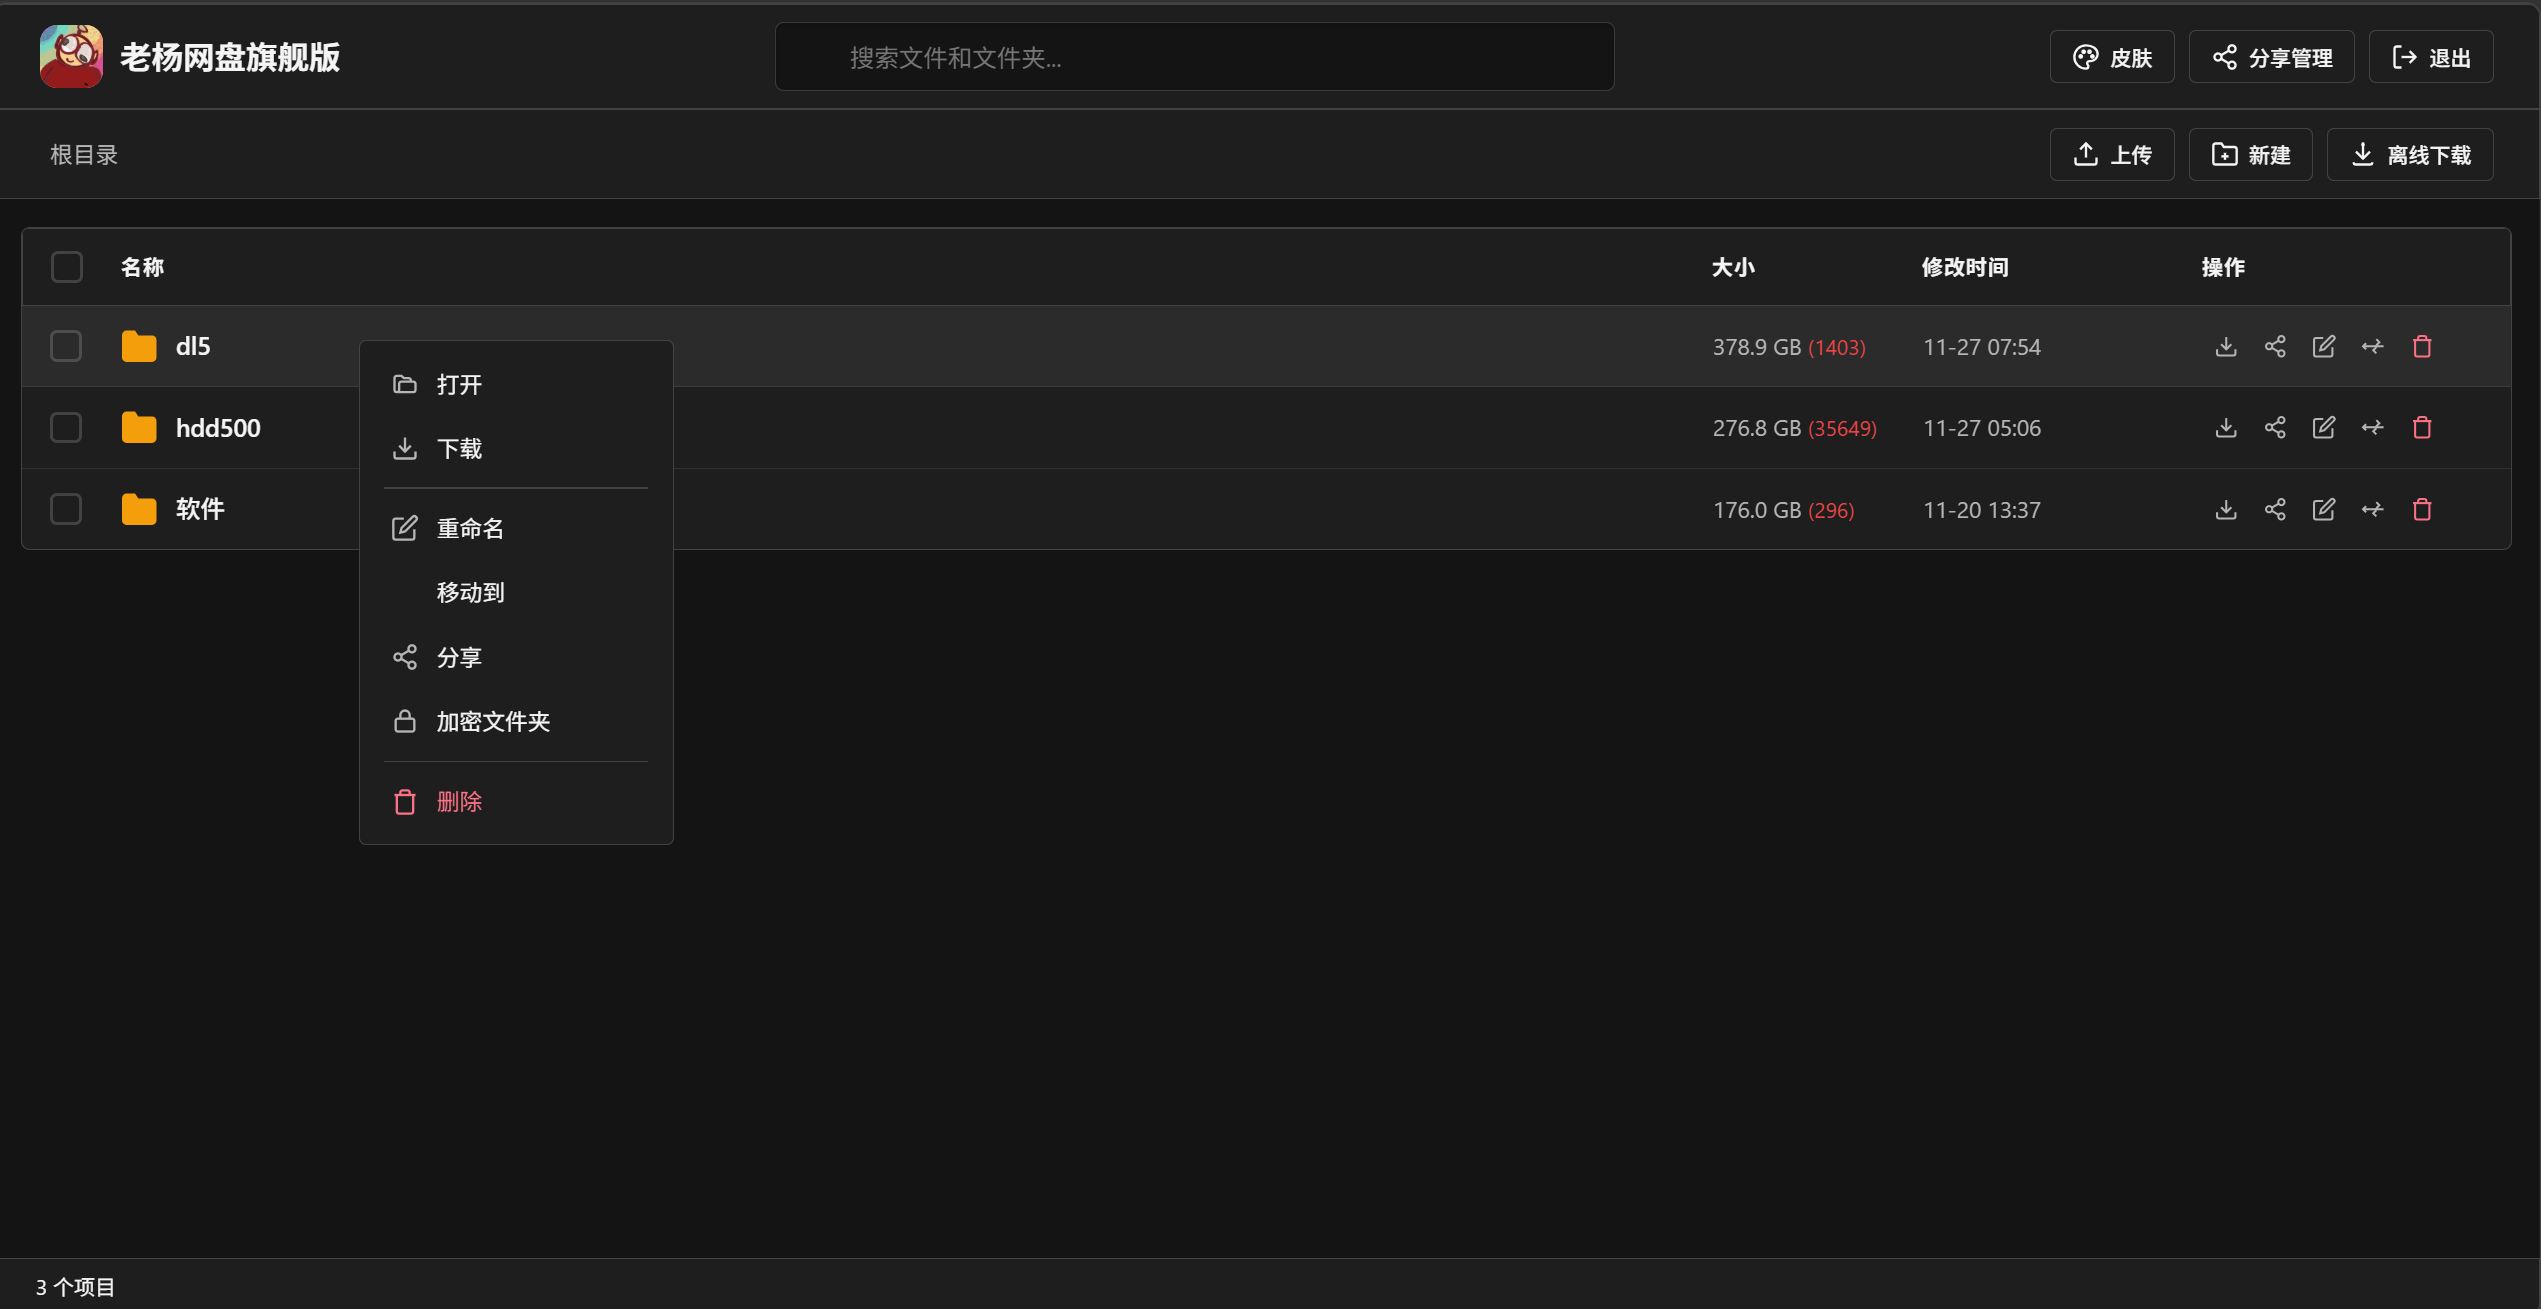 老杨网盘旗舰版
搜索文件和文件夹...
皮肤
分享管理
退出
根目录
上传
新建
离线下载
名称 大小 修改时间 操作
dl5 378.9 GB (1403) 11-27 07:54
hdd500 276.8 GB (35649) 11-27 05:06
软件 176.0 GB (296) 11-20 13:37
打开
下载
重命名
移动到
分享
加密文件夹
删除
3 个项目